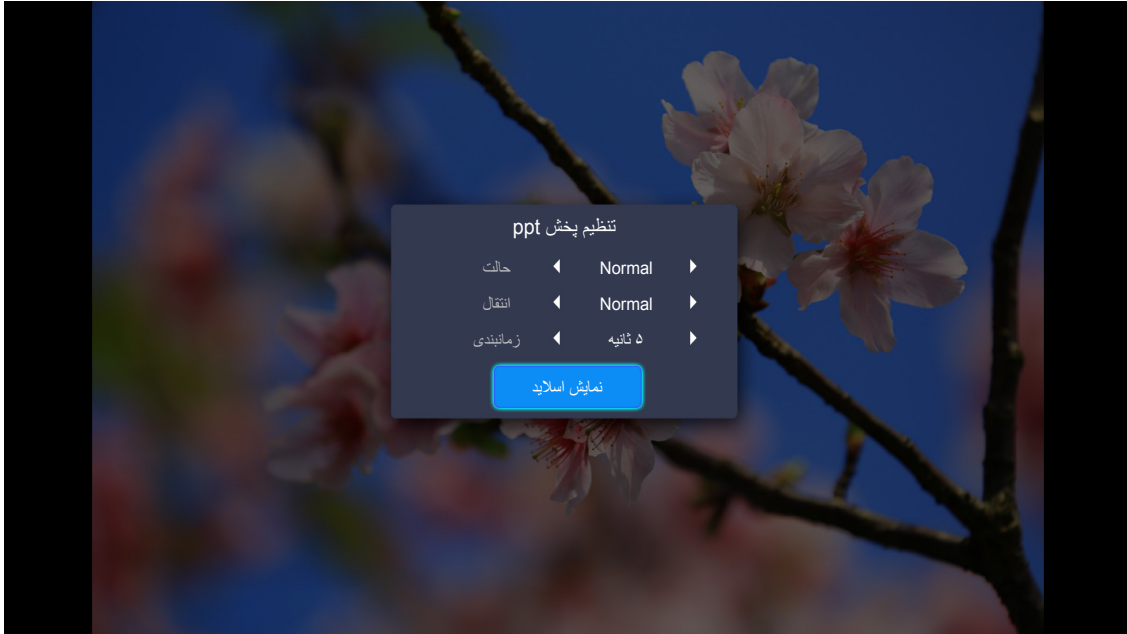 تنظیم پخش ppt
حالت Normal
انتقال Normal
زمانبندی ۵ ثانیه
نمایش اسلاید